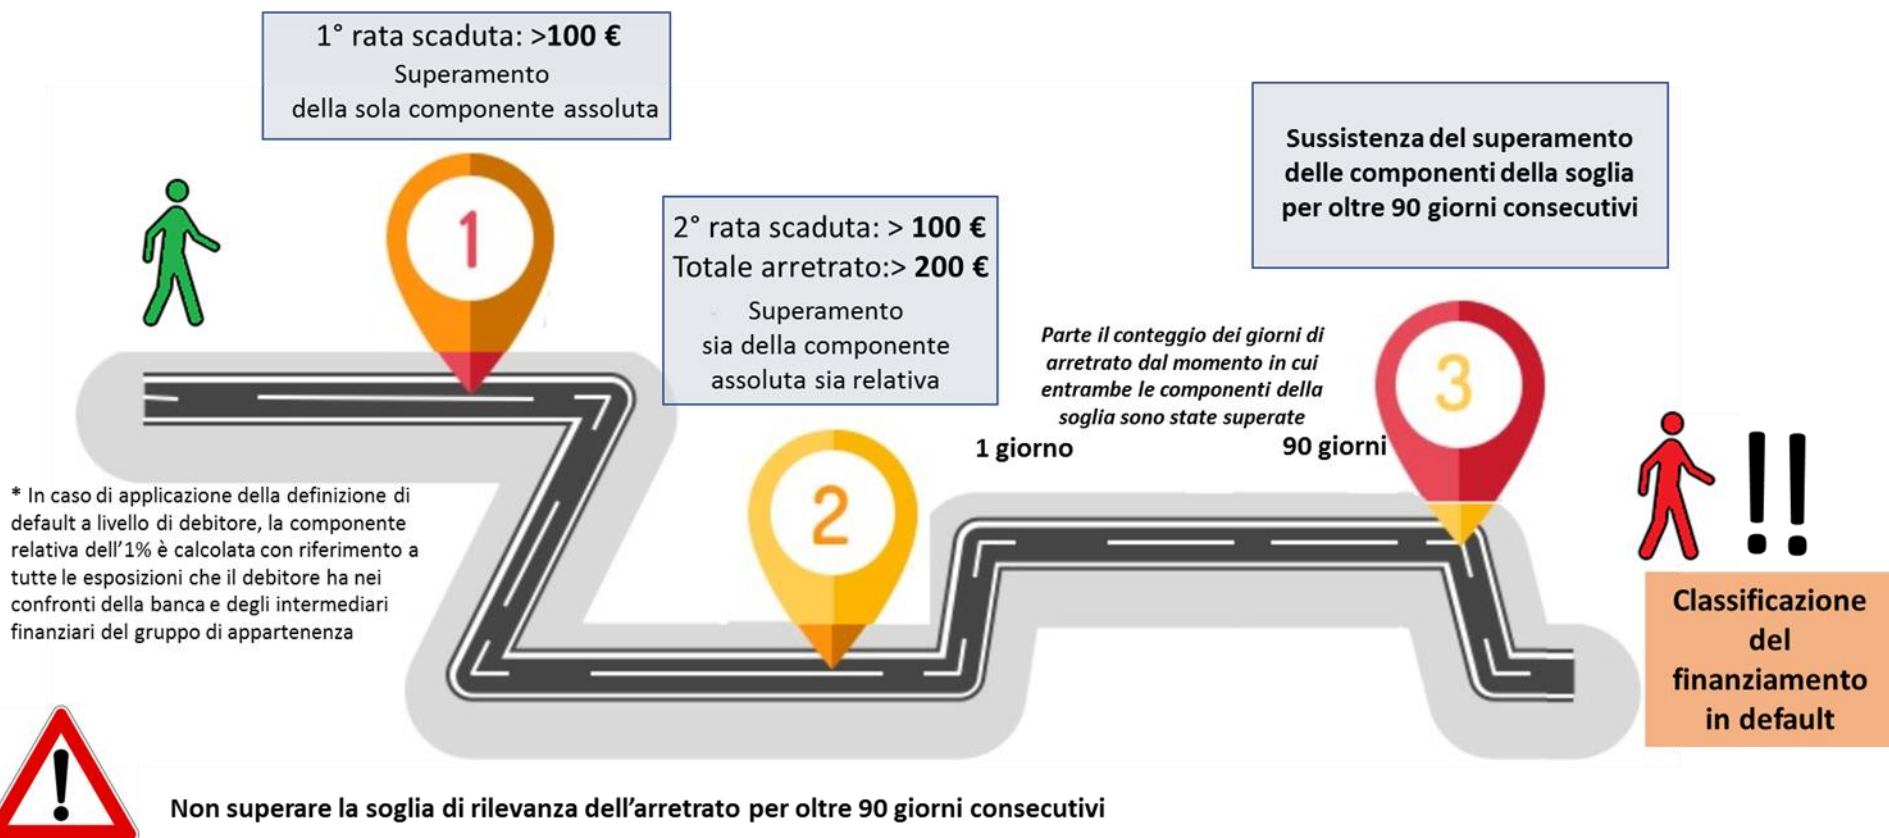 1° rata scaduta: >100 €
Superamento
della sola componente assoluta
1
2° rata scaduta: > 100 €
Totale arretrato:> 200 €
Superamento
sia della componente
assoluta sia relativa
2
Parte il conteggio dei giorni di
arretrato dal momento in cui
entrambe le componenti della
soglia sono state superate
1 giorno
90 giorni
Sussistenza del superamento
delle componenti della soglia
per oltre 90 giorni consecutivi
3
!!
Classificazione
del
finanziamento
in default
* In caso di applicazione della definizione di
default a livello di debitore, la componente
relativa dell’1% è calcolata con riferimento a
tutte le esposizioni che il debitore ha nei
confronti della banca e degli intermediari
finanziari del gruppo di appartenenza
!
Non superare la soglia di rilevanza dell’arretrato per oltre 90 giorni consecutivi